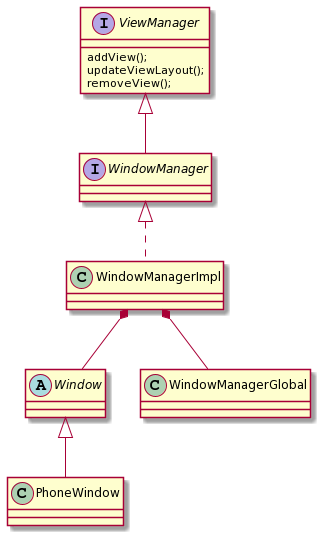 I ViewManager
addView();
updateViewLayout();
removeView();
I WindowManager
C WindowManagerImpl
A Window
C WindowManagerGlobal
C PhoneWindow